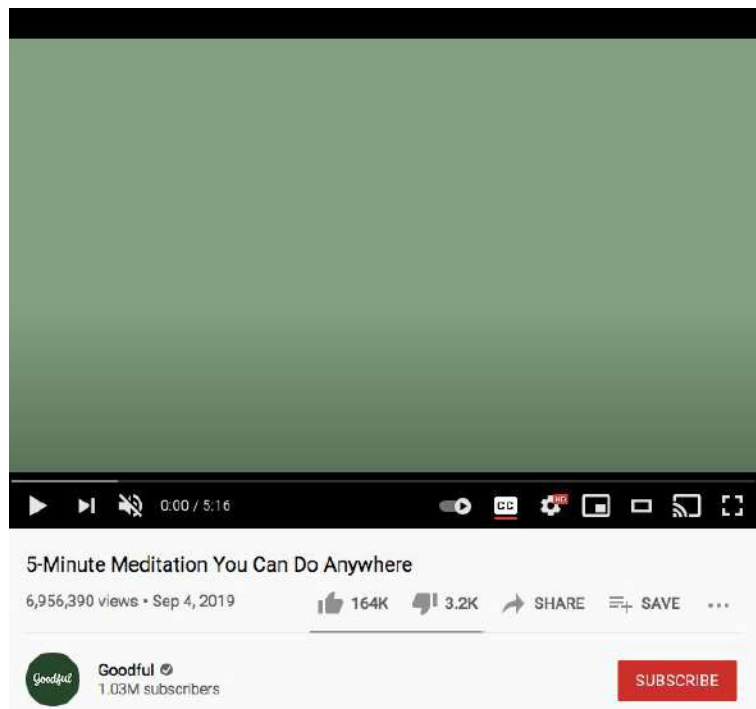 0:00 / 5:16
CC
HD
5-Minute Meditation You Can Do Anywhere
6,956,390 views • Sep 4, 2019
164K 3.2K SHARE SAVE
Goodful
Goodful
1.03M subscribers
SUBSCRIBE